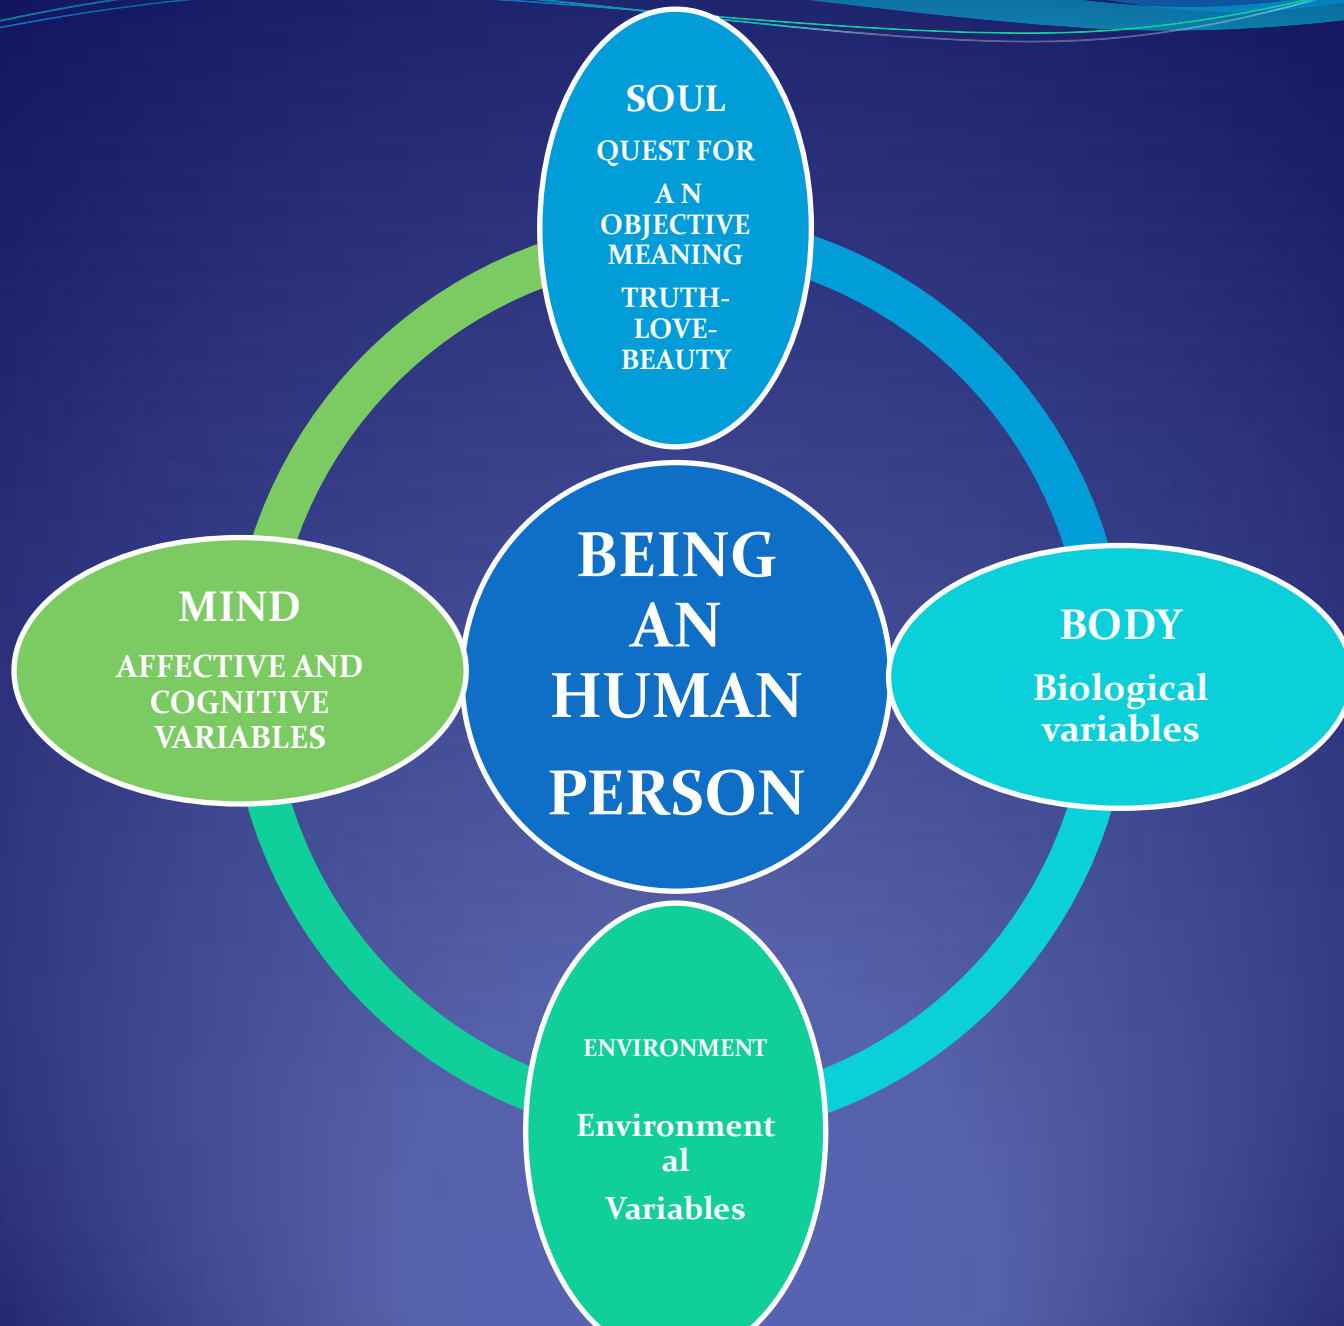 SOUL
QUEST FOR
A N
OBJECTIVE
MEANING
TRUTH-
LOVE-
BEAUTY
BEING
AN
HUMAN
PERSON
MIND
AFFECTIVE AND
COGNITIVE
VARIABLES
BODY
Biological
variables
ENVIRONMENT
Environment
al
Variables